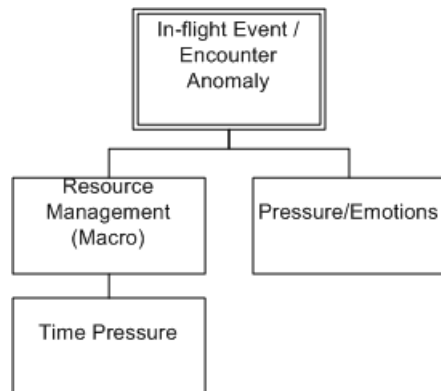 In-flight Event /
Encounter
Anomaly
Resource
Management
(Macro)
Pressure/Emotions
Time Pressure